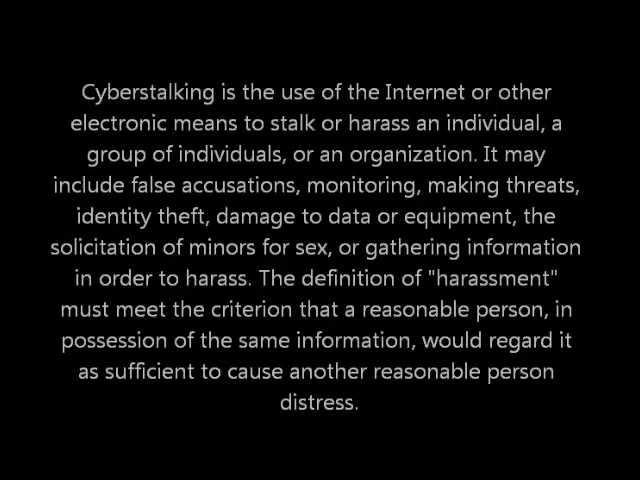 Cyberstalking is the use of the Internet or other
electronic means to stalk or harass an individual, a
group of individuals, or an organization. It may
include false accusations, monitoring, making threats,
identity theft, damage to data or equipment, the
solicitation of minors for sex, or gathering information
in order to harass. The definition of "harassment"
must meet the criterion that a reasonable person, in
possession of the same information, would regard it
as sufficient to cause another reasonable person
distress.